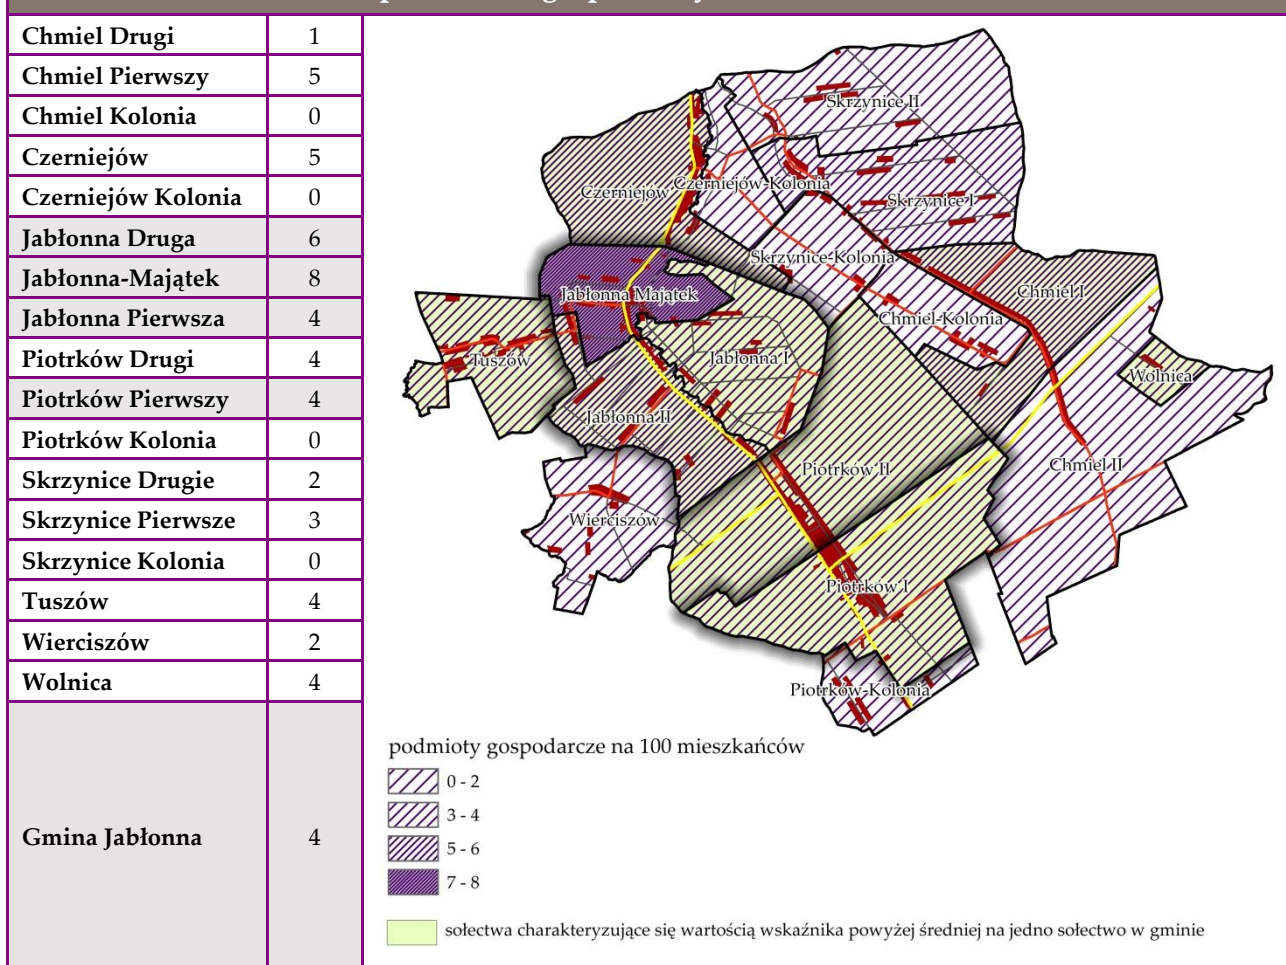 Chmiel Drugi 1
Chmiel Pierwszy 5
Chmiel Kolonia 0
Czerniejów 5
Czerniejów Kolonia 0
Jabłonna Druga 6
Jabłonna-Majątek 8
Jabłonna Pierwsza 4
Piotrków Drugi 4
Piotrków Pierwszy 4
Piotrków Kolonia 0
Skrzynice Drugie 2
Skrzynice Pierwsze 3
Skrzynice Kolonia 0
Tuszów 4
Wierciszów 2
Wolnica 4
Gmina Jabłonna 4
Skrzynice II
Czerniejów
Czerniejów-Kolonia
Skrzynice I
Skrzynice-Kolonia
Jabłonna Majątek
Chmiel I
Chmiel-Kolonia
Tuszów
Jabłonna I
Wolnica
Jabłonna II
Piotrków II
Chmiel II
Wierciszów
Piotrków I
Piotrków-Kolonia
podmioty gospodarcze na 100 mieszkańców
0 - 2
3 - 4
5 - 6
7 - 8
sołectwa charakteryzujące się wartością wskaźnika powyżej średniej na jedno sołectwo w gminie